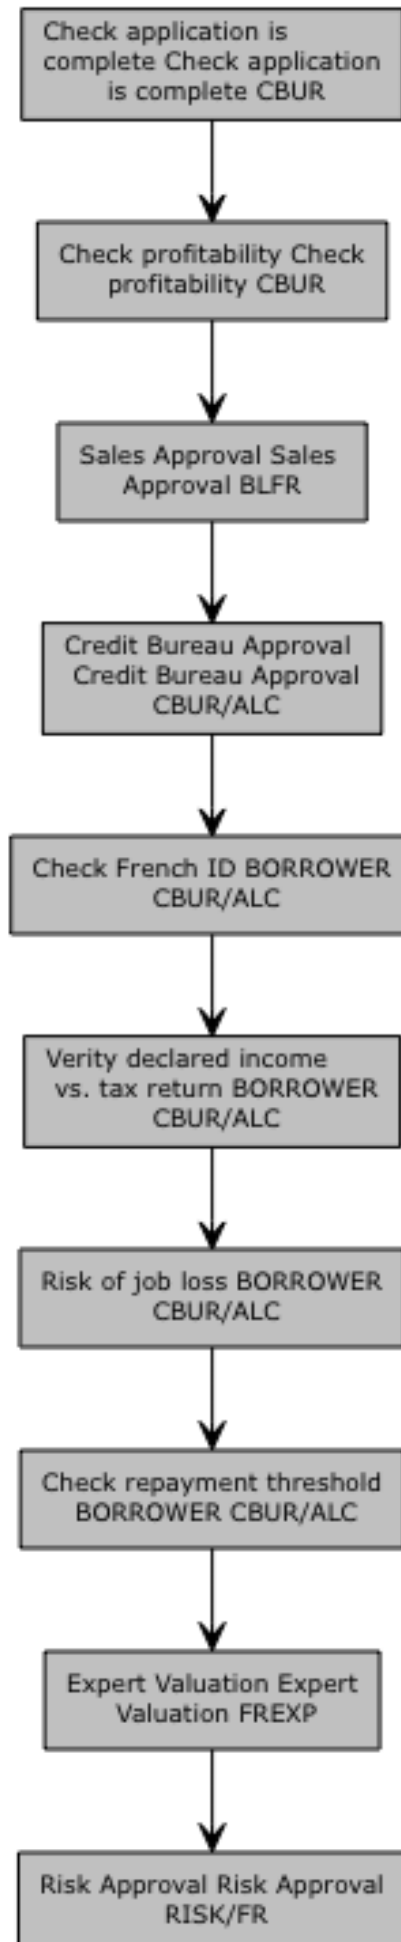 Check application is
complete Check application
is complete CBUR
Check profitability Check
profitability CBUR
Sales Approval Sales
Approval BLFR
Credit Bureau Approval
Credit Bureau Approval
CBUR/ALC
Check French ID BORROWER
CBUR/ALC
Verity declared income
vs. tax return BORROWER
CBUR/ALC
Risk of job loss BORROWER
CBUR/ALC
Check repayment threshold
BORROWER CBUR/ALC
Expert Valuation Expert
Valuation FREXP
Risk Approval Risk Approval
RISK/FR